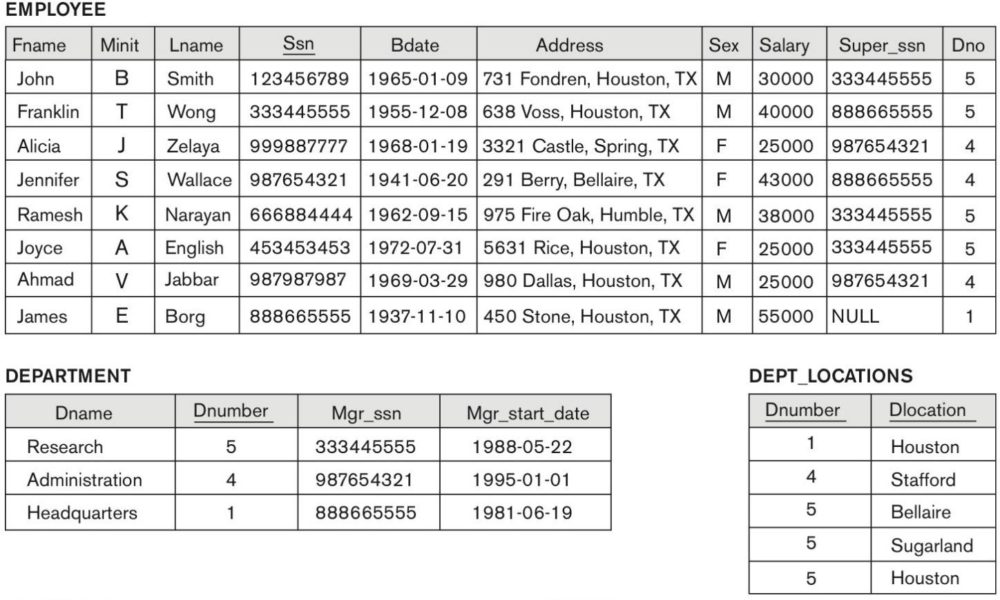 EMPLOYEE
Fname Minit Lname Ssn Bdate Address Sex Salary Super_ssn Dno
John B Smith 123456789 1965-01-09 731 Fondren, Houston, TX M 30000 333445555 5
Franklin T Wong 333445555 1955-12-08 638 Voss, Houston, TX M 40000 888665555 5
Alicia J Zelaya 999887777 1968-01-19 3321 Castle, Spring, TX F 25000 987654321 4
Jennifer S Wallace 987654321 1941-06-20 291 Berry, Bellaire, TX F 43000 888665555 4
Ramesh K Narayan 666884444 1962-09-15 975 Fire Oak, Humble, TX M 38000 333445555 5
Joyce A English 453453453 1972-07-31 5631 Rice, Houston, TX F 25000 333445555 5
Ahmad V Jabbar 987987987 1969-03-29 980 Dallas, Houston, TX M 25000 987654321 4
James E Borg 888665555 1937-11-10 450 Stone, Houston, TX M 55000 NULL 1
DEPARTMENT
Dname Dnumber Mgr_ssn Mgr_start_date
Research 5 333445555 1988-05-22
Administration 4 987654321 1995-01-01
Headquarters 1 888665555 1981-06-19
DEPT_LOCATIONS
Dnumber Dlocation
1 Houston
4 Stafford
5 Bellaire
5 Sugarland
5 Houston